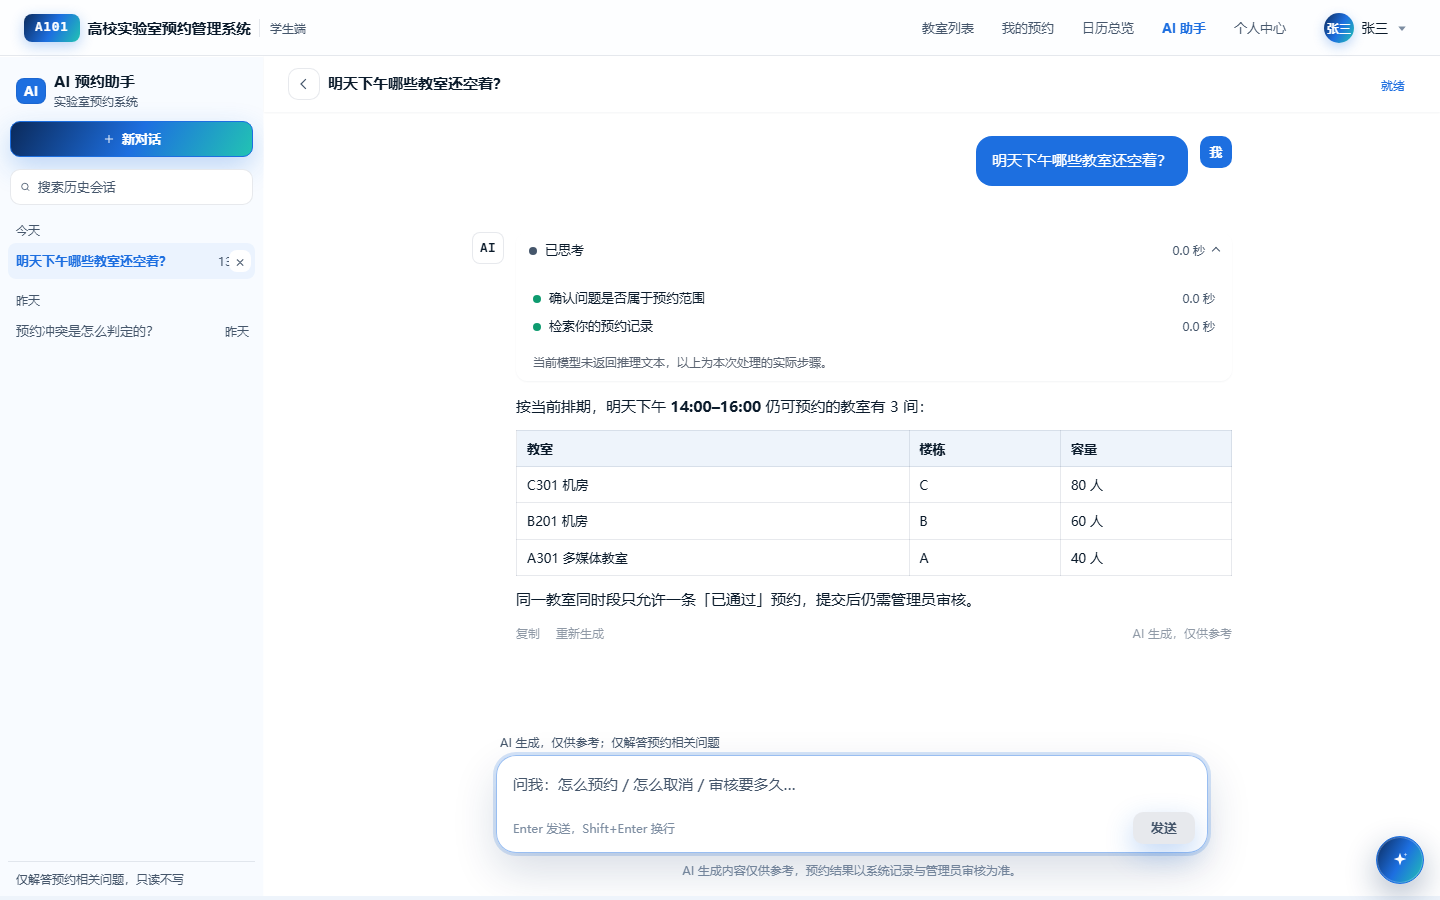 A101 高校实验室预约管理系统 学生端 教室列表 我的预约 日历总览 AI 助手 个人中心 张三 张三
AI AI 预约助手
实验室预约系统
+ 新对话
搜索历史会话
今天
明天下午哪些教室还空着？ 13 ×
昨天
预约冲突是怎么判定的？ 昨天
仅解答预约相关问题，只读不写
明天下午哪些教室还空着？ 就绪
明天下午哪些教室还空着？ 我
AI 已思考 0.0 秒
确认问题是否属于预约范围 0.0 秒
检索你的预约记录 0.0 秒
当前模型未返回推理文本，以上为本次处理的实际步骤。
按当前排期，明天下午 14:00–16:00 仍可预约的教室有 3 间：
教室 楼栋 容量
C301 机房 C 80 人
B201 机房 B 60 人
A301 多媒体教室 A 40 人
同一教室同时段只允许一条「已通过」预约，提交后仍需管理员审核。
复制 重新生成 AI 生成，仅供参考
AI 生成，仅供参考；仅解答预约相关问题
问我：怎么预约 / 怎么取消 / 审核要多久...
Enter 发送，Shift+Enter 换行 发送
AI 生成内容仅供参考，预约结果以系统记录与管理员审核为准。